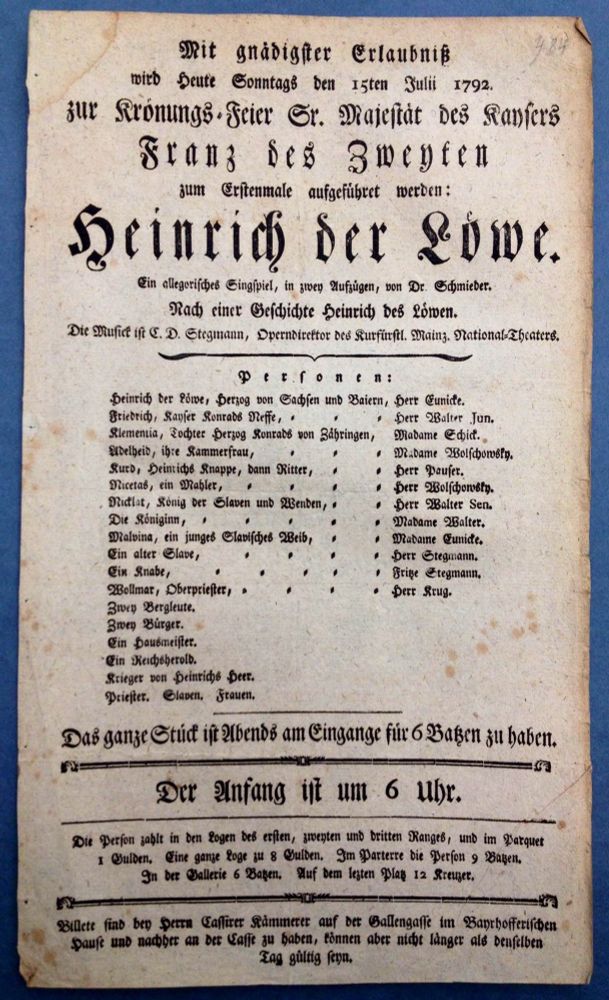 784
Mit gnädigster Erlaubniß
wird Heute Sonntags den 15ten Julii 1792.
zur Krönungs-Feier Sr. Majestät des Kaysers
Franz des Zweyten
zum Erstenmale aufgeführet werden:
Heinrich der Löwe.
Ein allegorisches Singspiel, in zwey Aufzügen, von Dr. Schmieder.
Nach einer Geschichte Heinrich des Löwen.
Die Musick ist C. D. Stegmann, Operndirektor des Kurfürstl. Mainz. National-Theaters.
Personen:
Heinrich der Löwe, Herzog von Sachsen und Baiern, Herr Eunicke.
Friedrich, Kayser Konrads Neffe, Herr Walter Jun.
Klementia, Tochter Herzog Konrads von Zähringen, Madame Schick.
Adelheid, ihre Kammerfrau, Madame Wolschowsky.
Kurd, Heinrichs Knappe, dann Ritter, Herr Pauser.
Nicetas, ein Mahler, Herr Wolschowsky.
Nicklot, König der Slaven und Wenden, Herr Walter Sen.
Die Königinn, Madame Walter.
Malvina, ein junges Slavisches Weib, Madame Eunicke.
Ein alter Slave, Herr Stegmann.
Ein Knabe, Fritze Stegmann.
Wollmar, Oberpriester, Herr Krug.
Zwey Bergleute.
Zwey Bürger.
Ein Hausmeister.
Ein Reichsherold.
Krieger von Heinrichs Heer.
Priester. Slaven. Frauen.
Das ganze Stück ist Abends am Eingange für 6 Batzen zu haben.
Der Anfang ist um 6 Uhr.
Die Person zahlt in den Logen des ersten, zweyten und dritten Ranges, und im Parquet
1 Gulden. Eine ganze Loge zu 8 Gulden. Im Parterre die Person 9 Batzen.
In der Gallerie 6 Batzen. Auf dem lezten Platz 12 Kreuzer.
Billete sind bey Herrn Cassirer Kämmerer auf der Gallengasse im Bayrhofferischen
Hause und nachher an der Casse zu haben, können aber nicht länger als denselben
Tag gültig seyn.